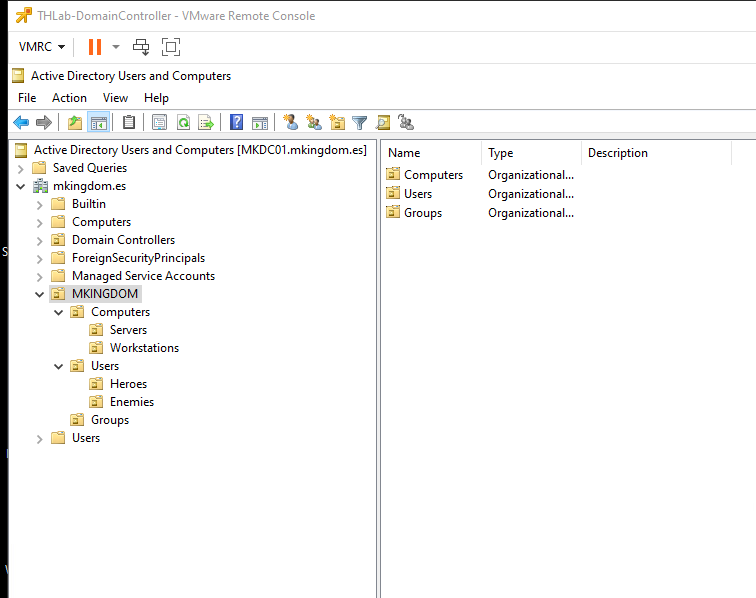 THLab-DomainController - VMware Remote Console
VMRC
Active Directory Users and Computers
File Action View Help
Active Directory Users and Computers [MKDC01.mkingdom.es]
Saved Queries
mkingdom.es
Builtin
Computers
Domain Controllers
ForeignSecurityPrincipals
Managed Service Accounts
MKINGDOM
Computers
Servers
Workstations
Users
Heroes
Enemies
Groups
Users
Name Type Description
Computers Organizational...
Users Organizational...
Groups Organizational...